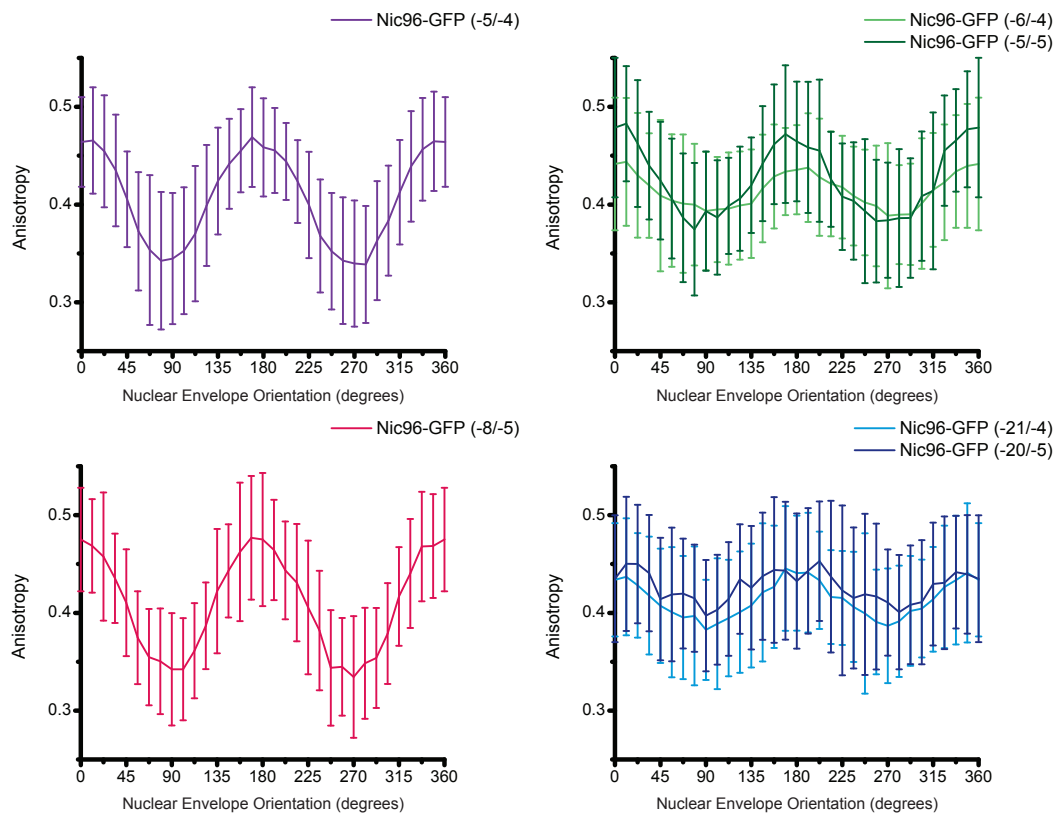 Nic96-GFP (-5/-4)
0.5
0.4
0.3
Anisotropy
0 45 90 135 180 225 270 315 360
Nuclear Envelope Orientation (degrees)
Nic96-GFP (-6/-4)
Nic96-GFP (-5/-5)
0.5
0.4
0.3
Anisotropy
0 45 90 135 180 225 270 315 360
Nuclear Envelope Orientation (degrees)
Nic96-GFP (-8/-5)
0.5
0.4
0.3
Anisotropy
0 45 90 135 180 225 270 315 360
Nuclear Envelope Orientation (degrees)
Nic96-GFP (-21/-4)
Nic96-GFP (-20/-5)
0.5
0.4
0.3
Anisotropy
0 45 90 135 180 225 270 315 360
Nuclear Envelope Orientation (degrees)